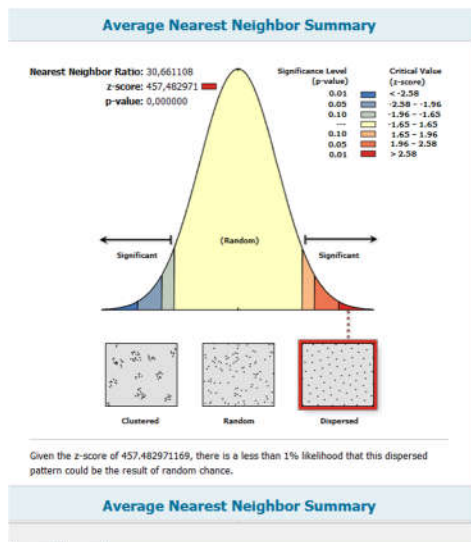 Average Nearest Neighbor Summary
Nearest Neighbor Ratio: 30,661108
z-score: 457,482971
p-value: 0,000000
Significance Level (p-value)
Critical Value (z-score)
0.01 < -2.58
0.05 -2.58 - -1.96
0.10 -1.96 - -1.65
--- -1.65 - 1.65
0.10 1.65 - 1.96
0.05 1.96 - 2.58
0.01 > 2.58
Significant
(Random)
Significant
Clustered
Random
Dispersed
Given the z-score of 457.482971169, there is a less than 1% likelihood that this dispersed
pattern could be the result of random chance.
Average Nearest Neighbor Summary